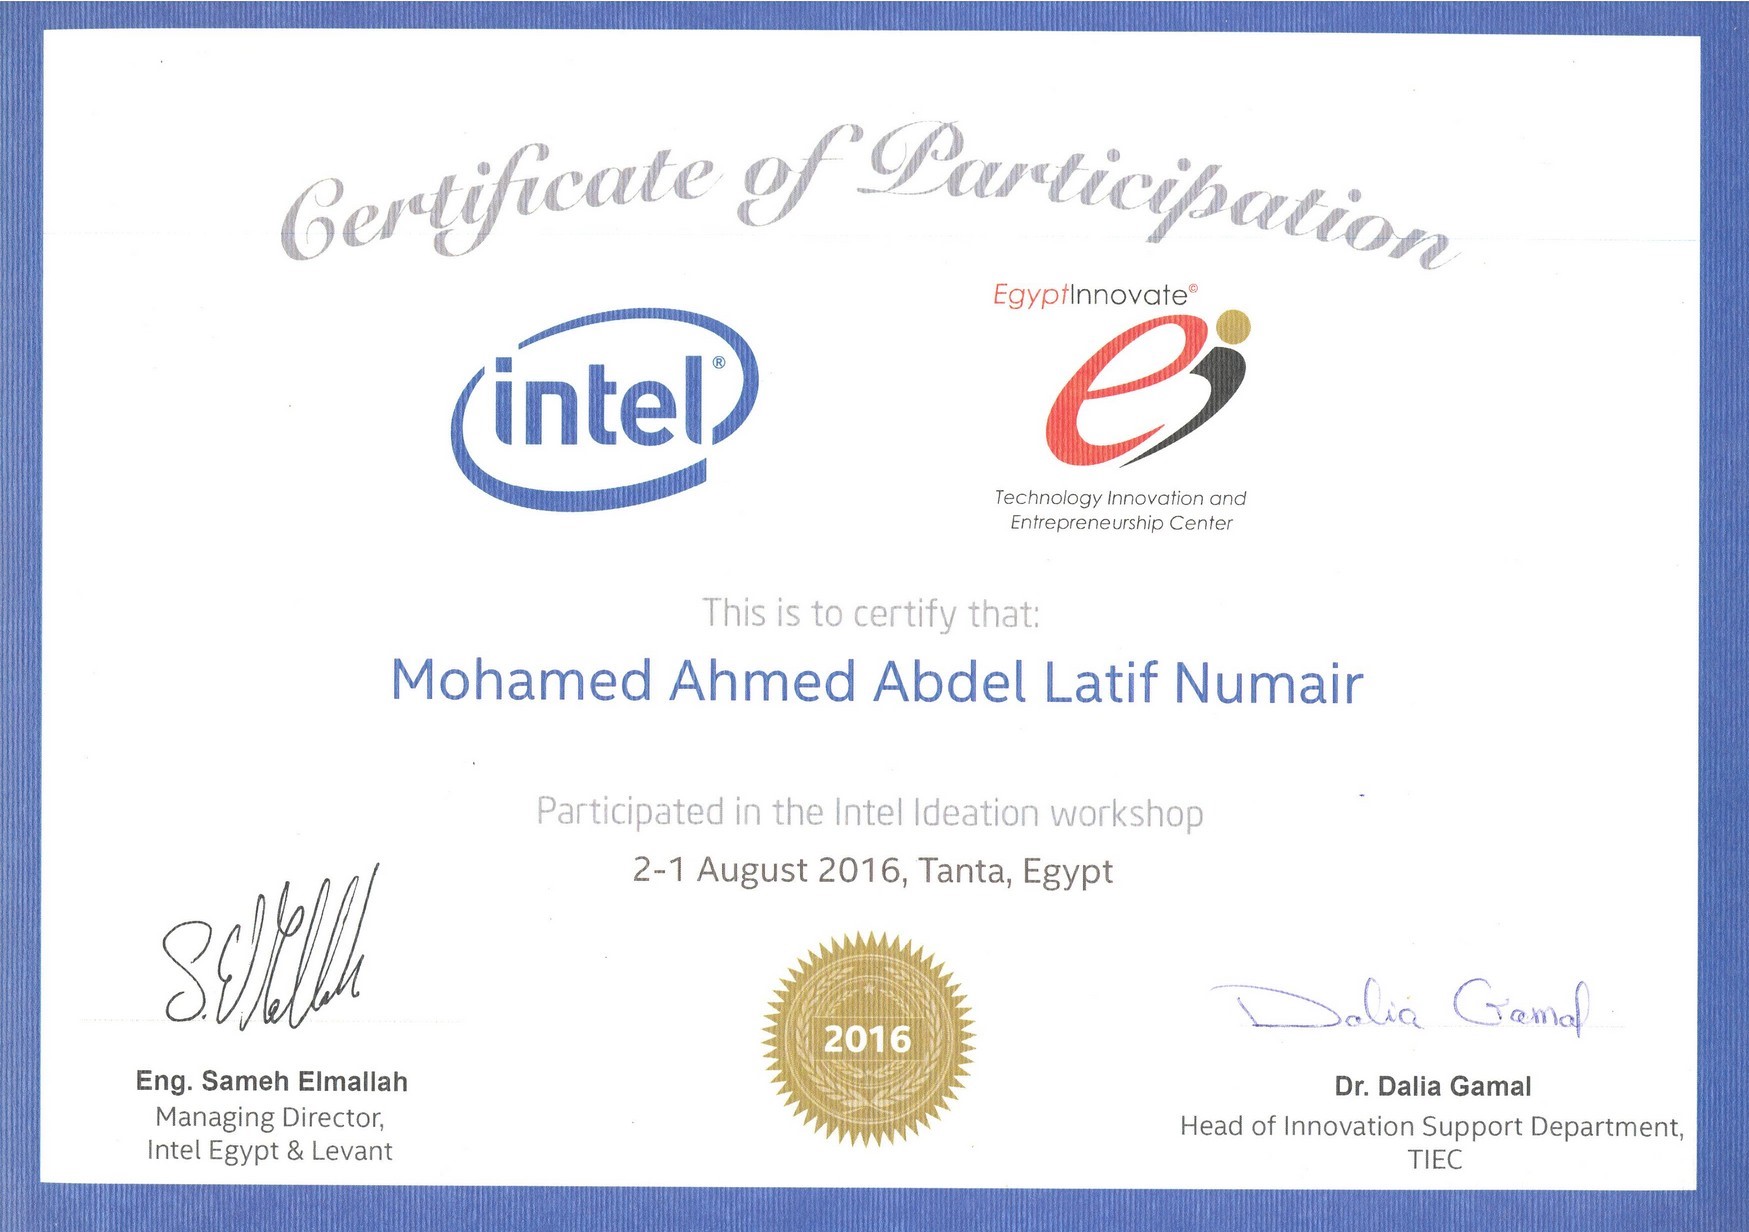 Certificate of Participation
intel®
EgyptInnovate©
ei
Technology Innovation and
Entrepreneurship Center
This is to certify that:
Mohamed Ahmed Abdel Latif Numair
Participated in the Intel Ideation workshop
2-1 August 2016, Tanta, Egypt
S. Elmallah
2016
Dalia Gamal
Eng. Sameh Elmallah
Managing Director,
Intel Egypt & Levant
Dr. Dalia Gamal
Head of Innovation Support Department,
TIEC